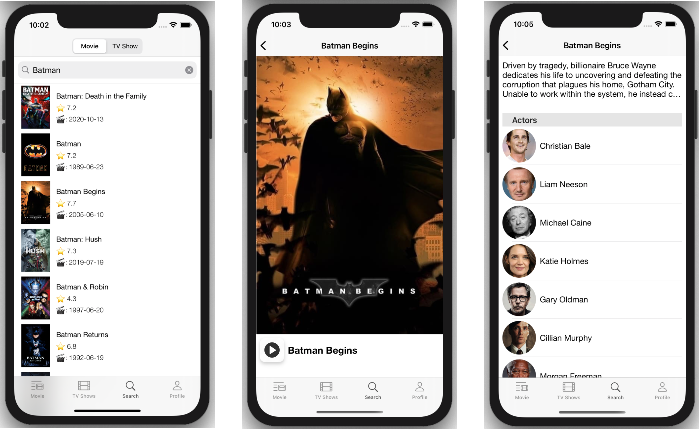 10:02
Movie
TV Show
Batman
Batman: Death in the Family
7.2
: 2020-10-13
Batman
7.2
: 1989-06-23
Batman Begins
7.7
: 2005-06-10
Batman: Hush
7.3
: 2019-07-19
Batman & Robin
4.3
: 1997-06-20
Batman Returns
6.8
: 1992-06-19
Movie
TV Shows
Search
Profile
10:03
Batman Begins
BATMAN BEGINS
Batman Begins
Movie
TV Shows
Search
Profile
10:05
Batman Begins
Driven by tragedy, billionaire Bruce Wayne
dedicates his life to uncovering and defeating the
corruption that plagues his home, Gotham City.
Unable to work within the system, he instead c...
Actors
Christian Bale
Liam Neeson
Michael Caine
Katie Holmes
Gary Oldman
Cillian Murphy
Morgan Freeman
Movie
TV Shows
Search
Profile